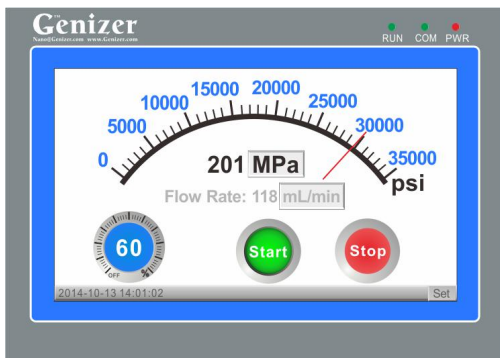 Genizer™
Nano@Genizer.com www.Genizer.com
RUN COM PWR
0 5000 10000 15000 20000 25000 30000 35000
psi
201 MPa
Flow Rate: 118 mL/min
60
OFF %
Start
Stop
2014-10-13 14:01:02 Set